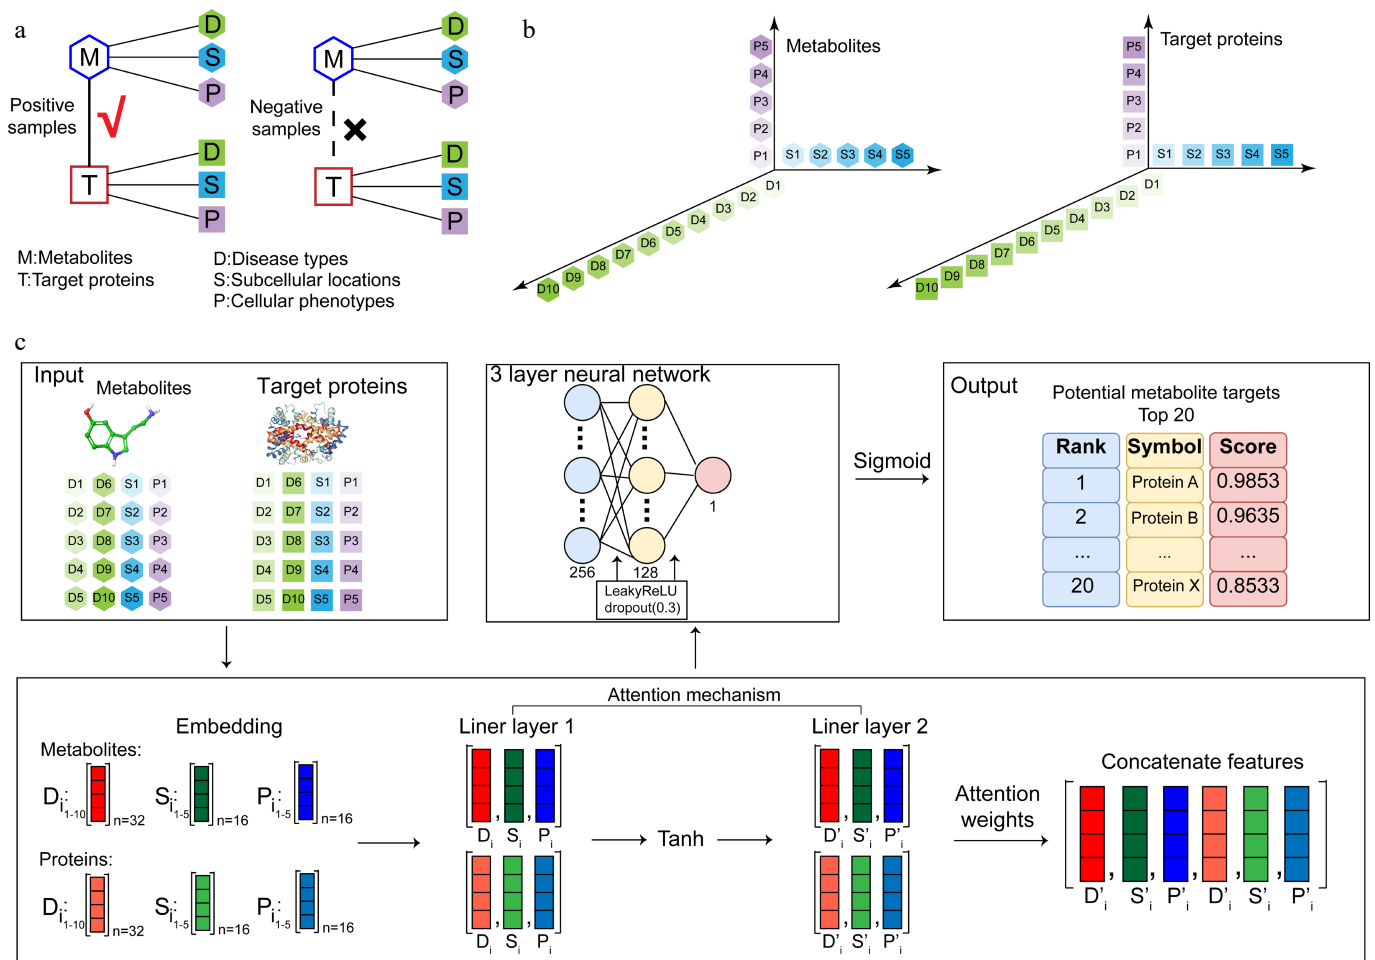 a
M
D
S
P
Positive
samples
√
T
D
S
P
M
D
S
P
Negative
samples
T
D
S
P
M:Metabolites
T:Target proteins
D:Disease types
S:Subcellular locations
P:Cellular phenotypes
b
Metabolites
P5
P4
P3
P2
P1
S1 S2 S3 S4 S5
D1
D2
D3
D4
D5
D6
D7
D8
D9
D10
Target proteins
P5
P4
P3
P2
P1
S1 S2 S3 S4 S5
D1
D2
D3
D4
D5
D6
D7
D8
D9
D10
c
Input
Metabolites
D1 D6 S1 P1
D2 D7 S2 P2
D3 D8 S3 P3
D4 D9 S4 P4
D5 D10 S5 P5
Target proteins
D1 D6 S1 P1
D2 D7 S2 P2
D3 D8 S3 P3
D4 D9 S4 P4
D5 D10 S5 P5
3 layer neural network
256
128
1
LeakyReLU
dropout(0.3)
Sigmoid
Output
Potential metabolite targets
Top 20
Rank Symbol Score
1 Protein A 0.9853
2 Protein B 0.9635
... ... ...
20 Protein X 0.8533
Embedding
Metabolites:
Di1-10: n=32
Si1-5: n=16
Pi1-5: n=16
Proteins:
Di1-10: n=32
Si1-5: n=16
Pi1-5: n=16
Attention mechanism
Liner layer 1
Di, Si, Pi
Di, Si, Pi
Tanh
Liner layer 2
D'i, S'i, P'i
D'i, S'i, P'i
Attention
weights
Concatenate features
D'i, S'i, P'i, D'i, S'i, P'i